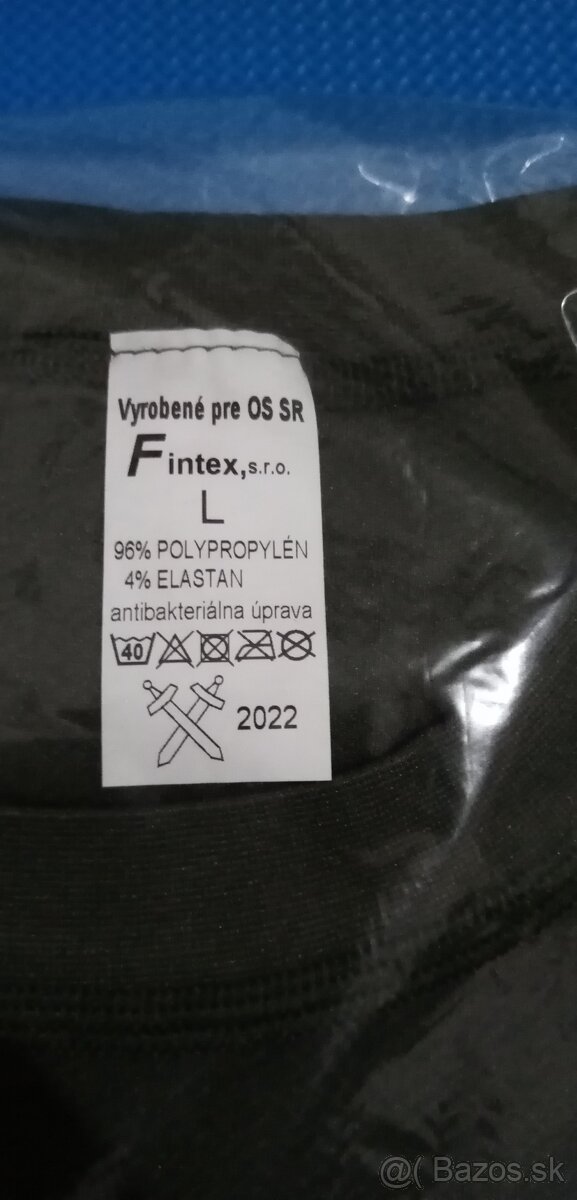 Vyrobené pre OS SR
Fintex,s.r.o.
L
96% POLYPROPYLÉN
4% ELASTAN
antibakteriálna úprava
40
2022
@( Bazos.sk